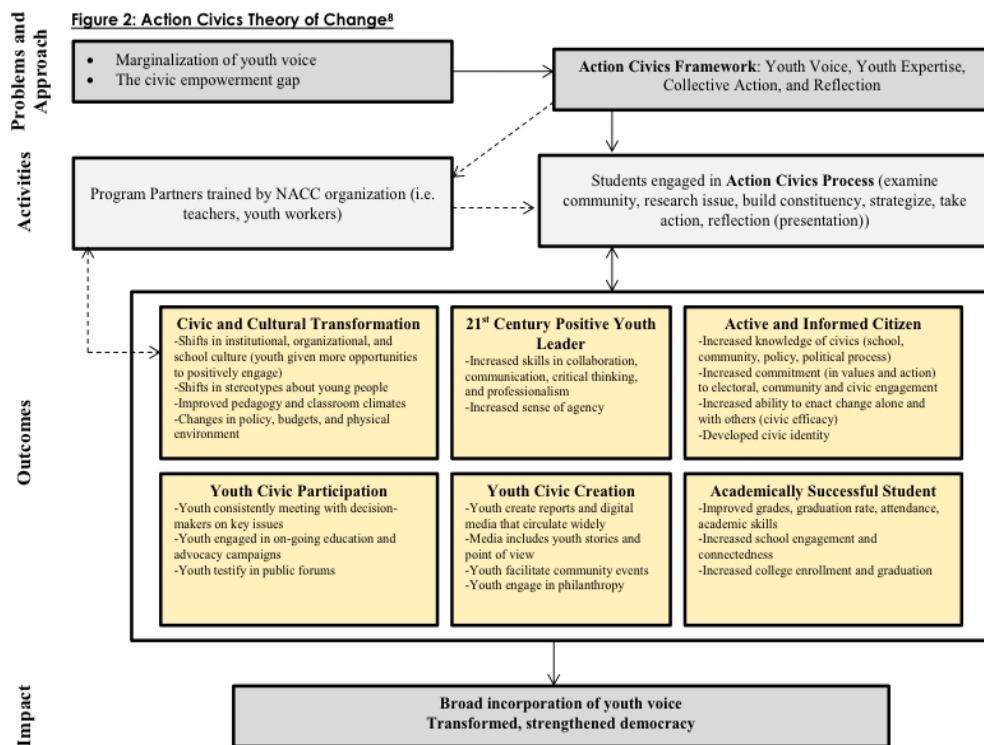 Figure 2: Action Civics Theory of Change⁸
Problems and
Approach
• Marginalization of youth voice
• The civic empowerment gap
Action Civics Framework: Youth Voice, Youth Expertise,
Collective Action, and Reflection
Activities
Program Partners trained by NACC organization (i.e.
teachers, youth workers)
Students engaged in Action Civics Process (examine
community, research issue, build constituency, strategize, take
action, reflection (presentation))
Outcomes
Civic and Cultural Transformation
-Shifts in institutional, organizational, and
school culture (youth given more opportunities
to positively engage)
-Shifts in stereotypes about young people
-Improved pedagogy and classroom climates
-Changes in policy, budgets, and physical
environment
21st Century Positive Youth
Leader
-Increased skills in collaboration,
communication, critical thinking,
and professionalism
-Increased sense of agency
Active and Informed Citizen
-Increased knowledge of civics (school,
community, policy, political process)
-Increased commitment (in values and action)
to electoral, community and civic engagement
-Increased ability to enact change alone and
with others (civic efficacy)
-Developed civic identity
Youth Civic Participation
-Youth consistently meeting with decision-
makers on key issues
-Youth engaged in on-going education and
advocacy campaigns
-Youth testify in public forums
Youth Civic Creation
-Youth create reports and digital
media that circulate widely
-Media includes youth stories and
point of view
-Youth facilitate community events
-Youth engage in philanthropy
Academically Successful Student
-Improved grades, graduation rate, attendance,
academic skills
-Increased school engagement and
connectedness
-Increased college enrollment and graduation
Impact
Broad incorporation of youth voice
Transformed, strengthened democracy